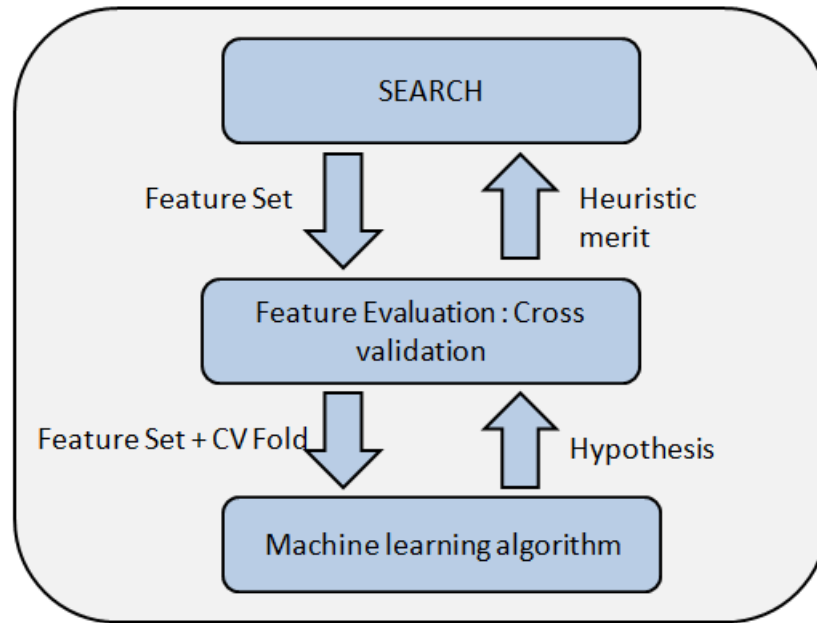 SEARCH
Feature Set
Heuristic
merit
Feature Evaluation : Cross
validation
Feature Set + CV Fold
Hypothesis
Machine learning algorithm